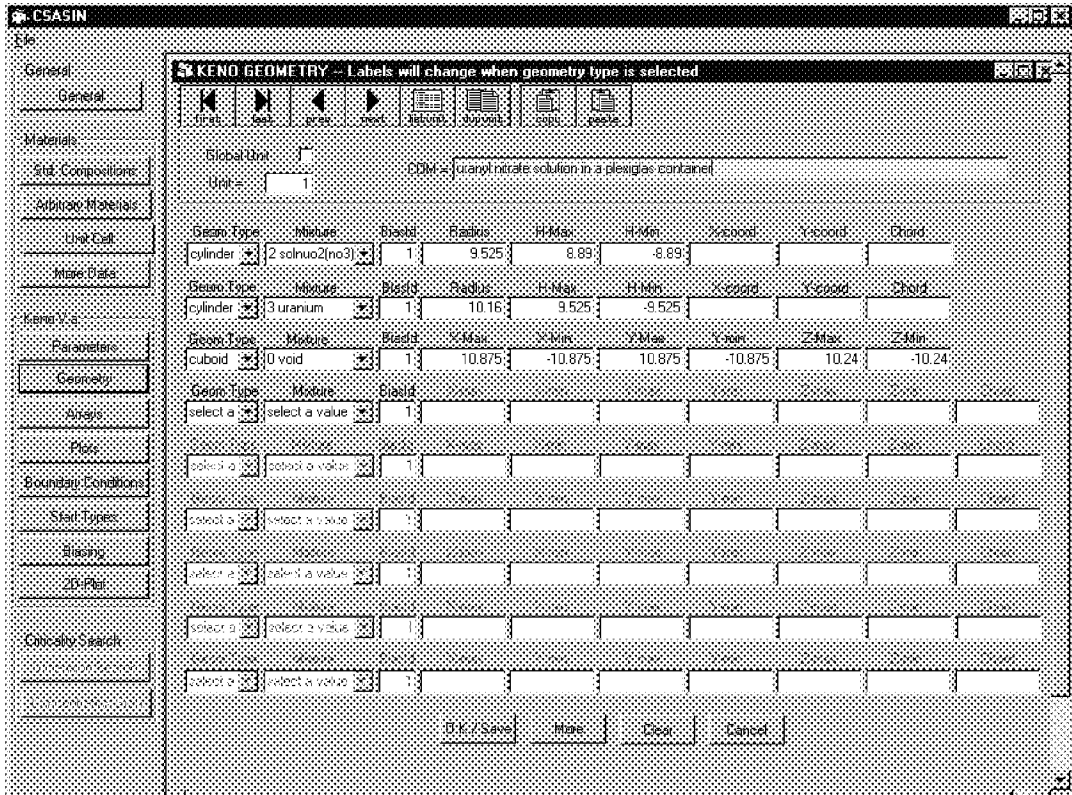 CSASIN
File
General
General
Materials
Std. Compositions
Arbitrary Materials
Unit Cell
More Data
Keno V.a
Parameters
Geometry
Arrays
Plots
Boundary Conditions
Start Types
Biasing
2D-Plot
Criticality Search
KENO GEOMETRY -- Labels will change when geometry type is selected
first last prev next listunit dupunit copy paste
Global Unit
Unit = 1
COM = uranyl nitrate solution in a plexiglas container
Geom Type Mixture BiasId Radius H-Max H-Min X-coord Y-coord Chord
cylinder 2 solnuo2(no3) 1 9.525 8.89 -8.89
Geom Type Mixture BiasId Radius H-Max H-Min X-coord Y-coord Chord
cylinder 3 uranium 1 10.16 9.525 -9.525
Geom Type Mixture BiasId X-Max X-Min Y-Max Y-min Z-Max Z-Min
cuboid 0 void 1 10.875 -10.875 10.875 -10.875 10.24 -10.24
Geom Type Mixture BiasId
select a select a value 1
select a select a value 1
select a select a value 1
select a select a value 1
select a select a value 1
select a select a value 1
O.K./ Save More Clear Cancel